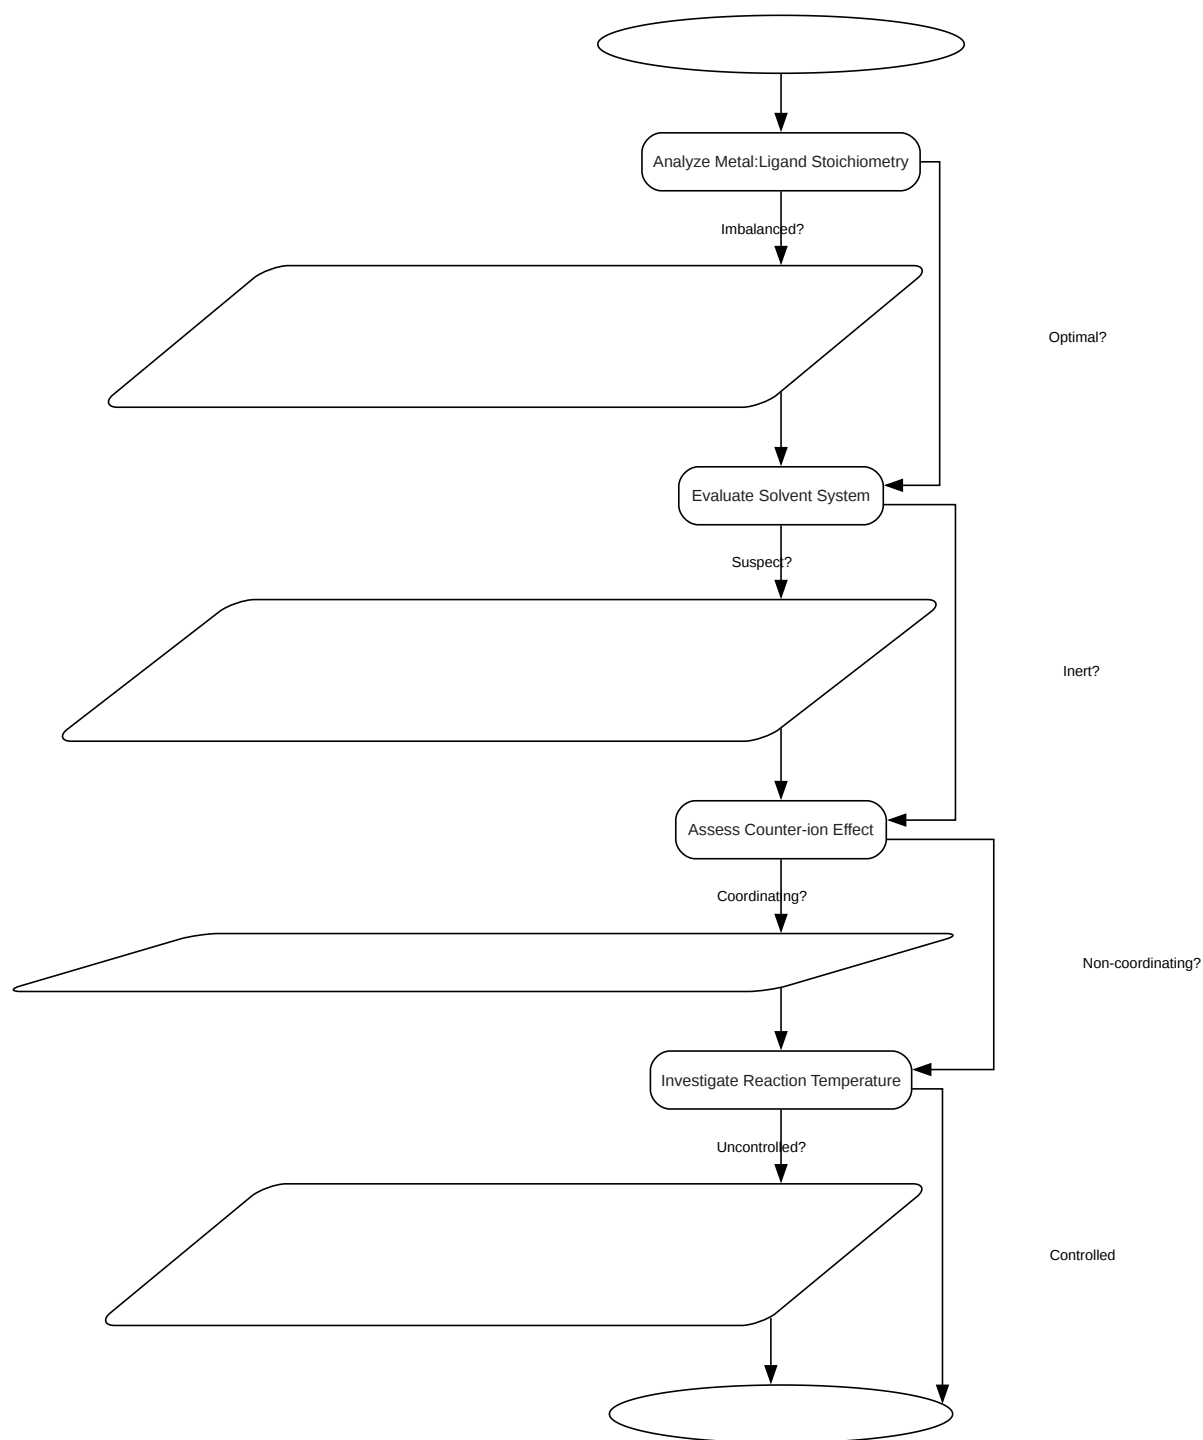 Analyze Metal:Ligand Stoichiometry
Imbalanced?
Optimal?
Evaluate Solvent System
Suspect?
Inert?
Assess Counter-ion Effect
Coordinating?
Non-coordinating?
Investigate Reaction Temperature
Uncontrolled?
Controlled